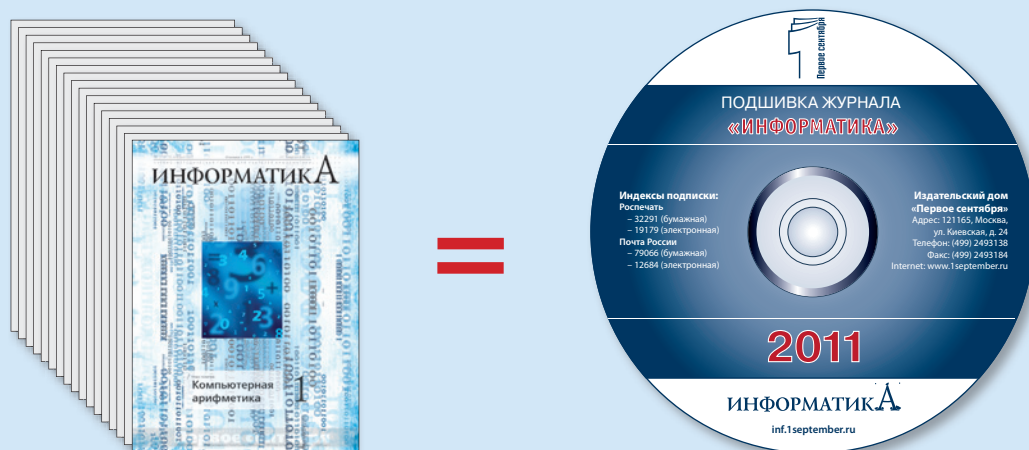 ИНФОРМАТИКА
Компьютерная
арифметика
1
Первое сентября
ПОДШИВКА ЖУРНАЛА
«ИНФОРМАТИКА»
Индексы подписки:
Роспечать
– 32291 (бумажная)
– 19179 (электронная)
Почта России
– 79066 (бумажная)
– 12684 (электронная)
Издательский дом
«Первое сентября»
Адрес: 121165, Москва,
ул. Киевская, д. 24
Телефон: (499) 2493138
Факс: (499) 2493184
Internet: www.1september.ru
2011
ИНФОРМАТИКА
inf.1september.ru